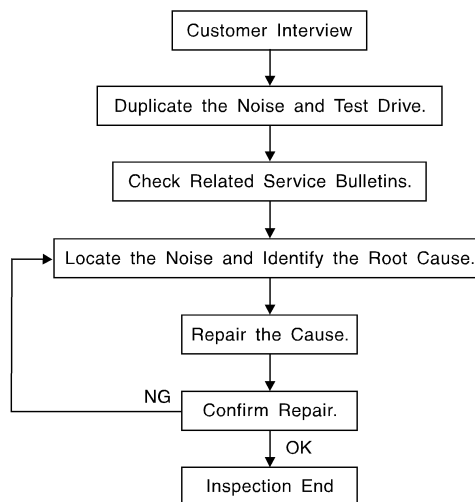 Customer Interview
Duplicate the Noise and Test Drive.
Check Related Service Bulletins.
Locate the Noise and Identify the Root Cause.
Repair the Cause.
NG
Confirm Repair.
OK
Inspection End